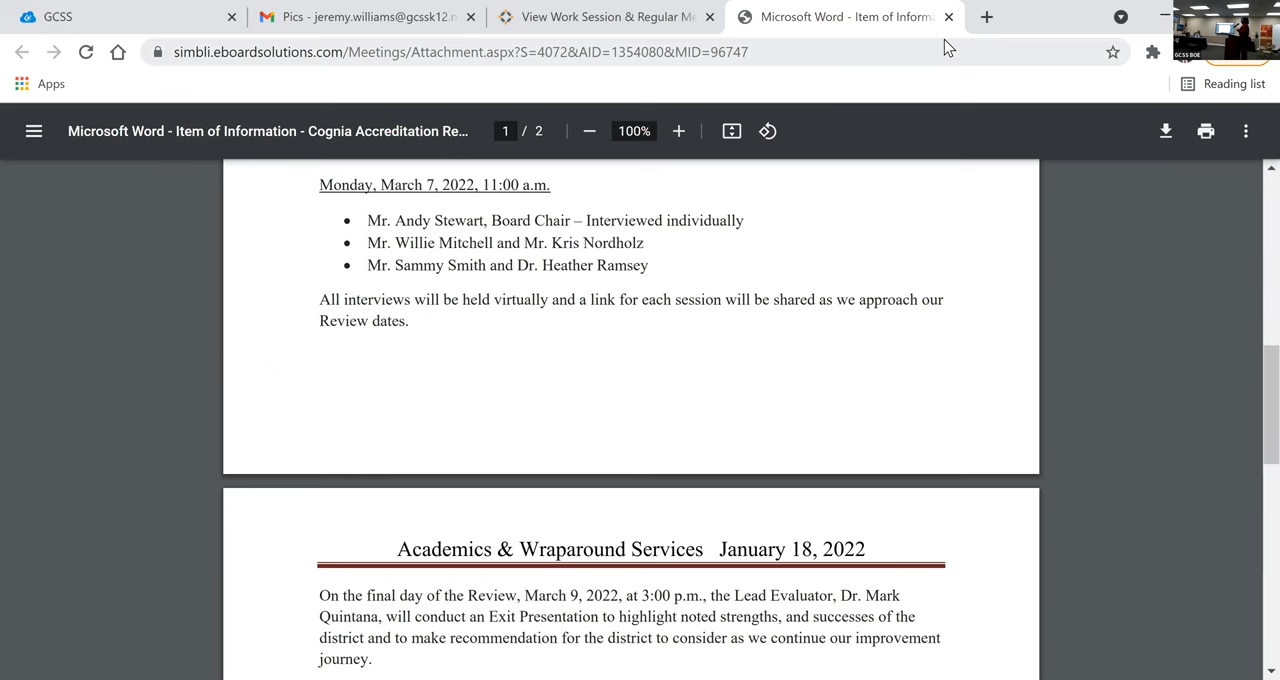 GCSS
Pics - jeremy.williams@gcssk12.n
View Work Session & Regular Me
Microsoft Word - Item of Informa
simbli.eboardsolutions.com/Meetings/Attachment.aspx?S=4072&AID=1354080&MID=96747
GCSS BOE
Apps
Reading list
Microsoft Word - Item of Information - Cognia Accreditation Re...
1 / 2
100%
Monday, March 7, 2022, 11:00 a.m.
• Mr. Andy Stewart, Board Chair – Interviewed individually
• Mr. Willie Mitchell and Mr. Kris Nordholz
• Mr. Sammy Smith and Dr. Heather Ramsey
All interviews will be held virtually and a link for each session will be shared as we approach our
Review dates.
Academics & Wraparound Services January 18, 2022
On the final day of the Review, March 9, 2022, at 3:00 p.m., the Lead Evaluator, Dr. Mark
Quintana, will conduct an Exit Presentation to highlight noted strengths, and successes of the
district and to make recommendation for the district to consider as we continue our improvement
journey.